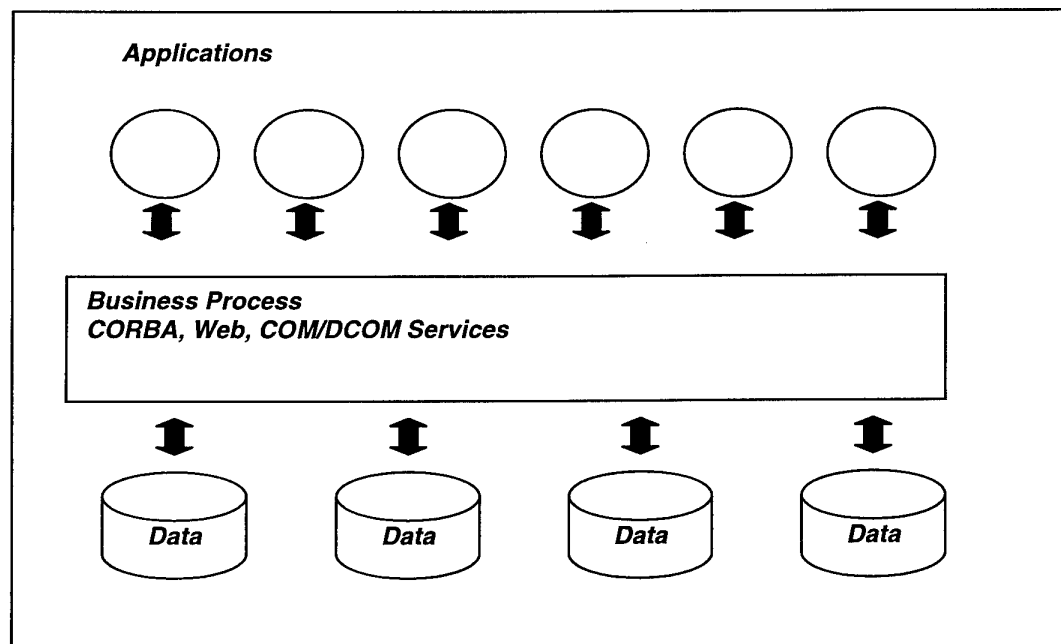 Applications
Business Process
CORBA, Web, COM/DCOM Services
Data
Data
Data
Data